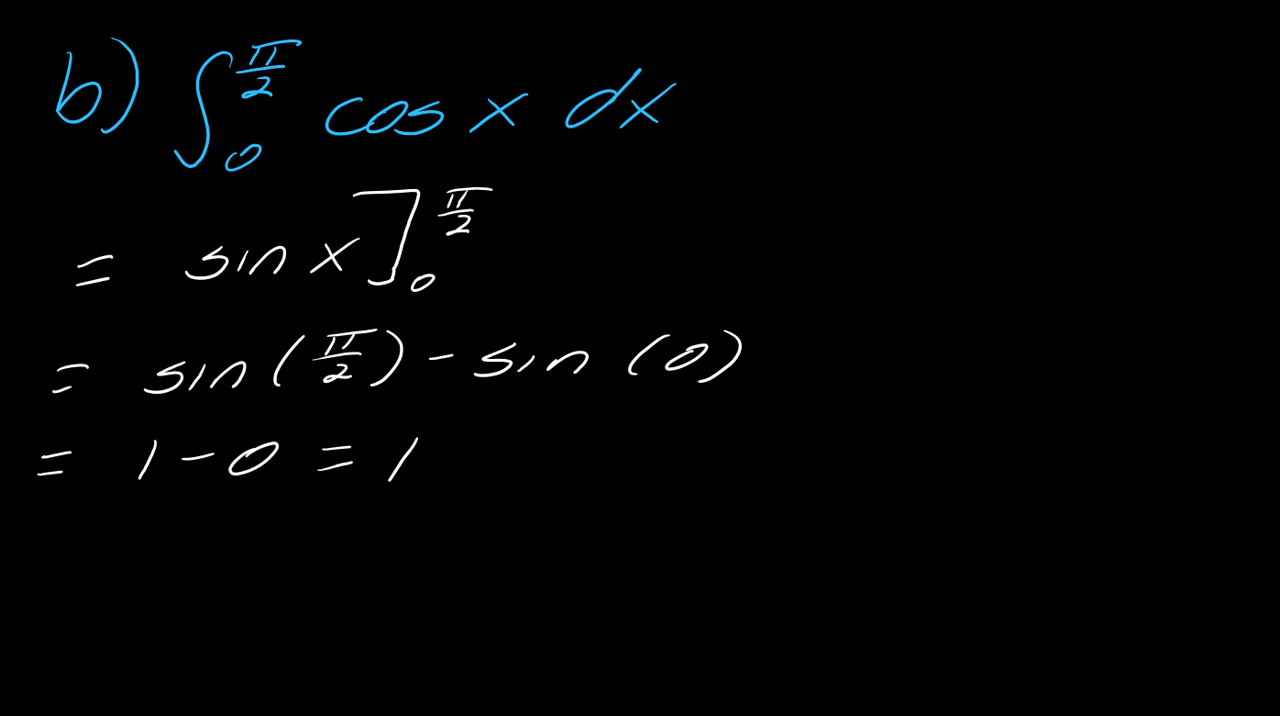 b) ∫₀^(π/2) cos x dx
= sin x]₀^(π/2)
= sin(π/2) - sin(0)
= 1 - 0 = 1